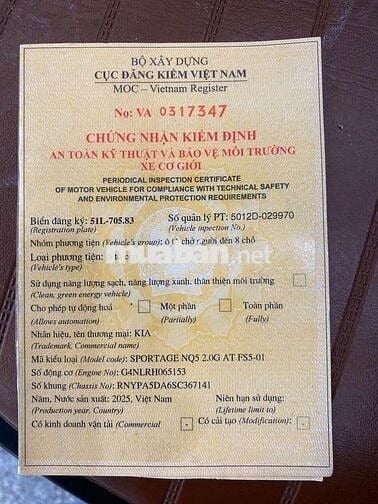 BỘ XÂY DỰNG
CỤC ĐĂNG KIỂM VIỆT NAM
MOC – Vietnam Register
No: VA 0317347
CHỨNG NHẬN KIỂM ĐỊNH
AN TOÀN KỸ THUẬT VÀ BẢO VỆ MÔI TRƯỜNG
XE CƠ GIỚI
PERIODICAL INSPECTION CERTIFICATE
OF MOTOR VEHICLE FOR COMPLIANCE WITH TECHNICAL SAFETY
AND ENVIRONMENTAL PROTECTION REQUIREMENTS
Biển đăng ký: 51L-705.83 Số quản lý PT: 5012D-029970
(Registration plate) (Vehicle inspection No.)
Nhóm phương tiện (Vehicle's group): ô tô chở người đến 8 chỗ
Loại phương tiện:
(Vehicle's type)
Sử dụng năng lượng sạch, năng lượng xanh, thân thiện môi trường
(Clean, green energy vehicle)
Cho phép tự động hoá Một phần Toàn phần
(Allows automation) (Partially) (Fully)
Nhãn hiệu, tên thương mại: KIA
(Trademark, Commercial name)
Mã kiểu loại (Model code): SPORTAGE NQ5 2.0G AT FS5-01
Số động cơ (Engine No): G4NLRH065153
Số khung (Chassis No): RNYPA5DA6SC367141
Năm, Nước sản xuất: 2025, Việt Nam Niên hạn sử dụng:
(Production year, Country) (Lifetime limit to)
Có kinh doanh vận tải (Commercial - Có cải tạo (Modification): -
nhatban.net